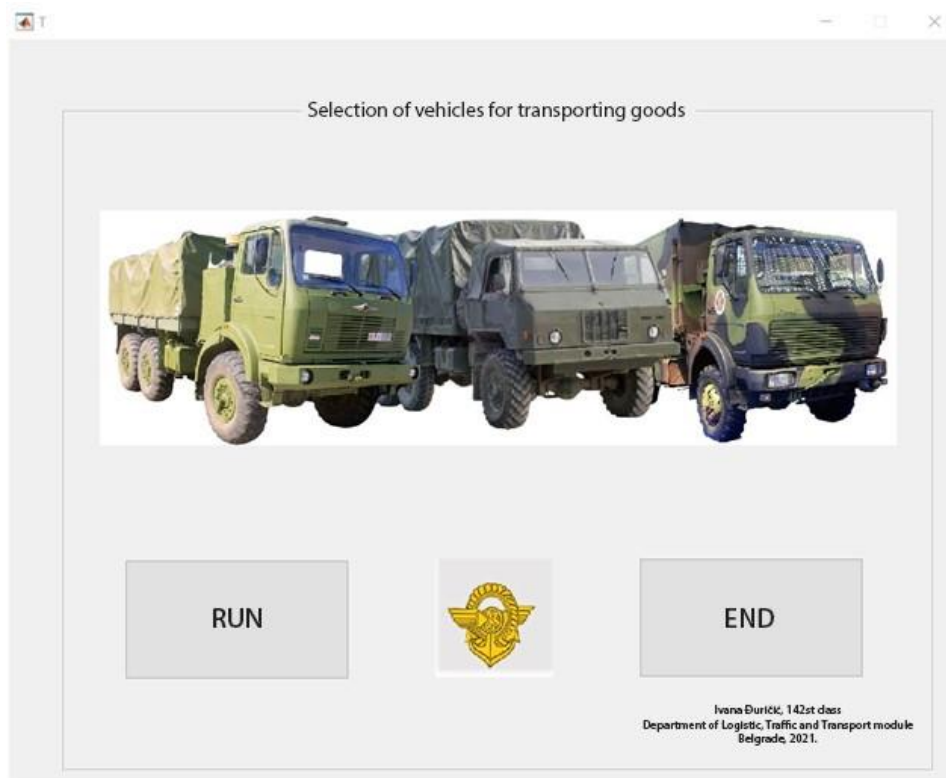 T
Selection of vehicles for transporting goods
RUN
END
Ivana Đuričić, 142st class
Department of Logistic, Traffic and Transport module
Belgrade, 2021.